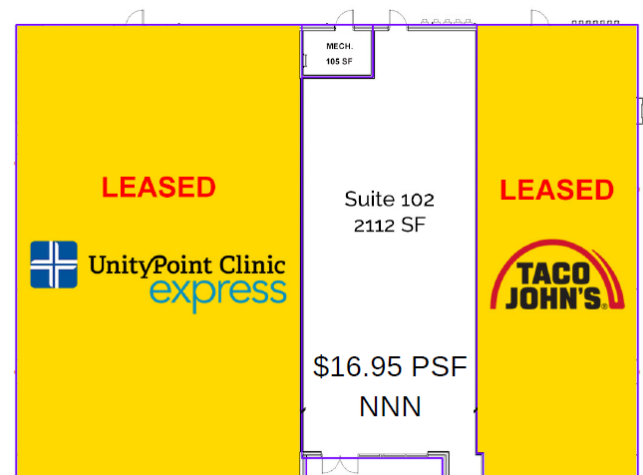 MECH.
105 SF
LEASED
UnityPoint Clinic
express
Suite 102
2112 SF
LEASED
TACO
JOHN'S®
$16.95 PSF
NNN